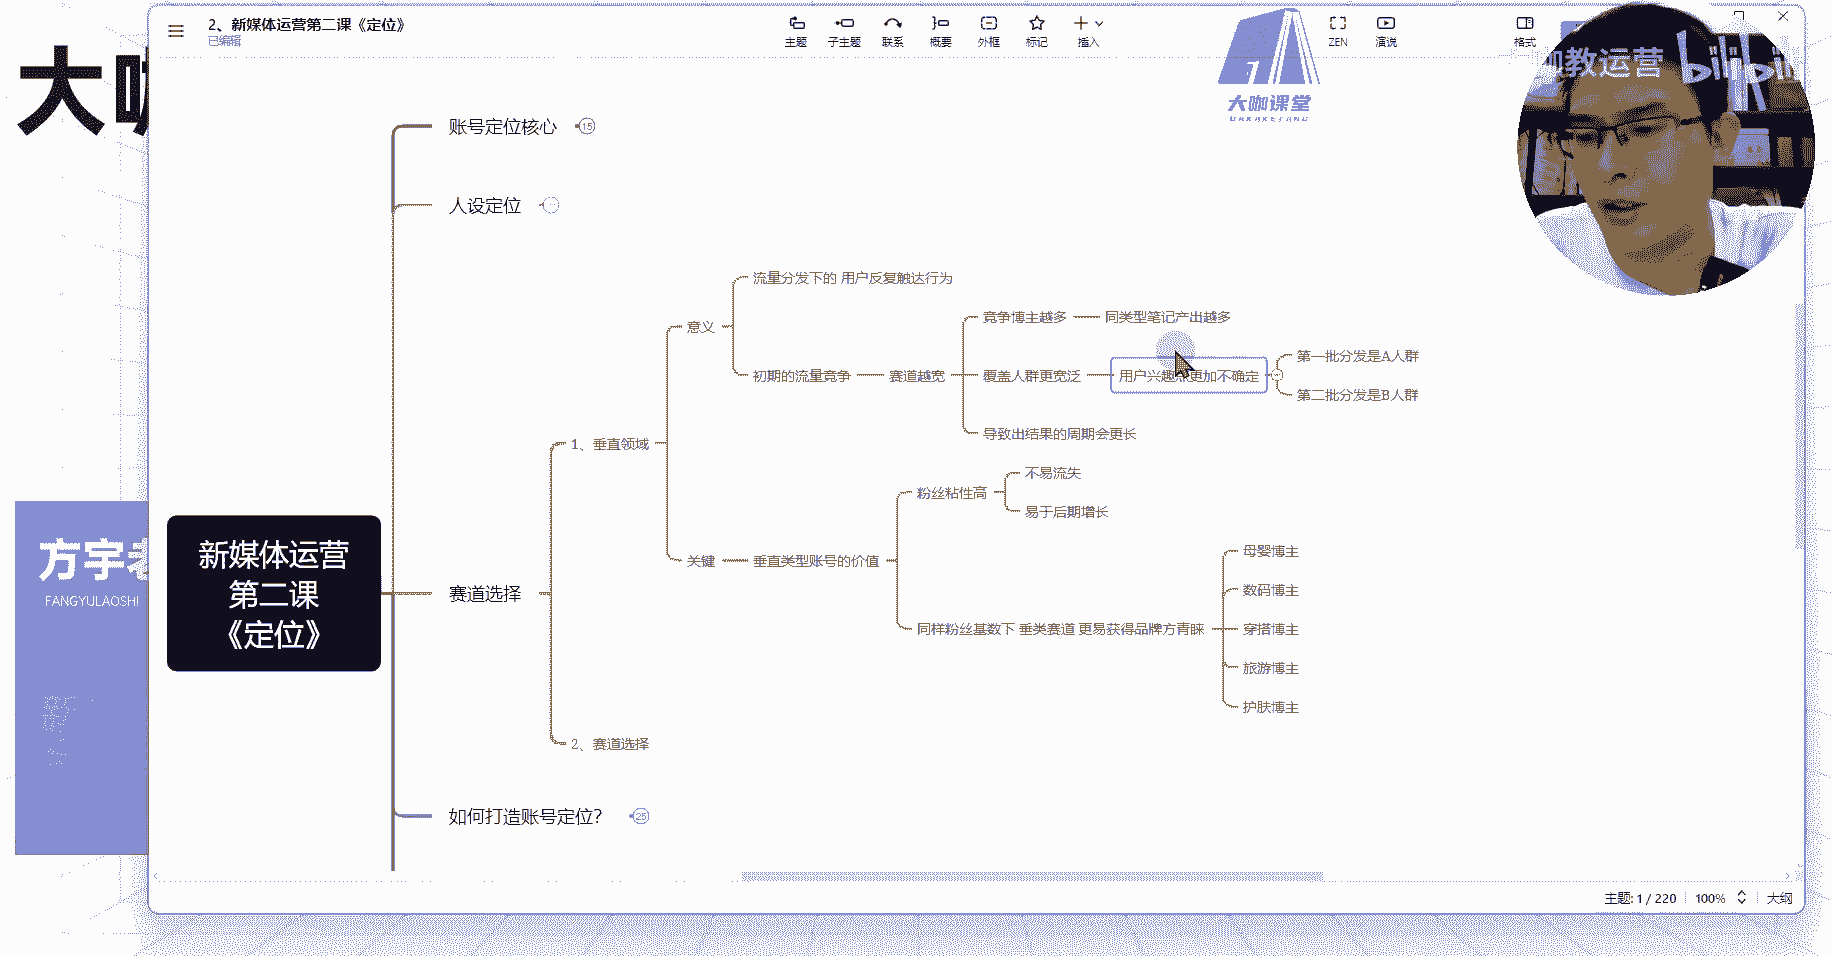 2、新媒体运营第二课《定位》
已编辑
主题
子主题
联系
概要
外框
标记
插入
ZEN
演说
格式
咖教运营
bilibili
大
大咖课堂
DAKAKETANG
账号定位核心
15
人设定位
流量分发下的 用户反复触达行为
意义
竞争博主越多
同类型笔记产出越多
第一批分发是A人群
初期的流量竞争
赛道越宽
覆盖人群更宽泛
更加不确定
用户兴趣
第二批分发是B人群
导致出结果的周期会更长
1、垂直领域
不易流失
粉丝粘性高
易于后期增长
关键
垂直类型账号的价值
母婴博主
数码博主
同样粉丝基数下 垂类赛道 更易获得品牌方青睐
穿搭博主
旅游博主
护肤博主
方宇
FANGYULAOSHI
新媒体运营
第二课
《定位》
赛道选择
2、赛道选择
如何打造账号定位？
25
主题: 1 / 220
100%
大纲